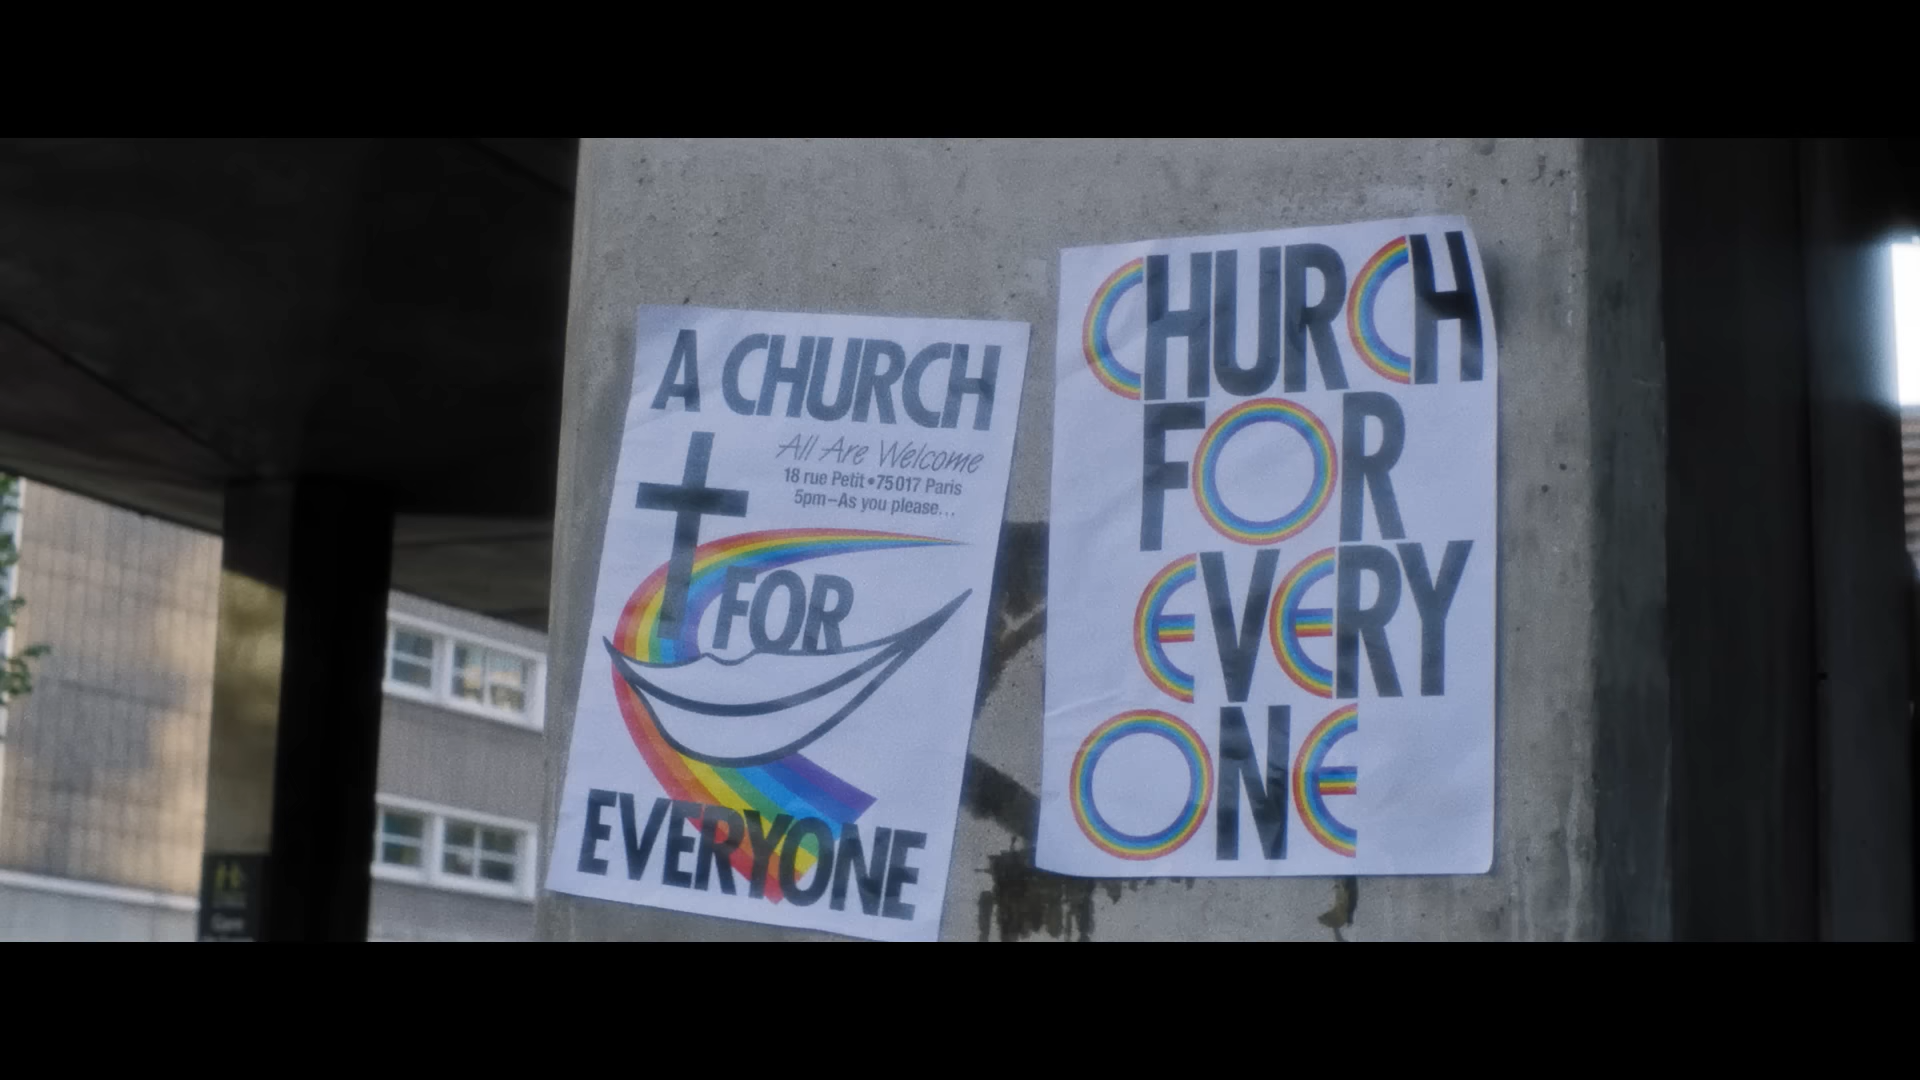 A CHURCH
All Are Welcome
18 rue Petit•75017 Paris
5pm–As you please...
FOR
EVERYONE
CHURCH
FOR
EVERY
ONE
Gare